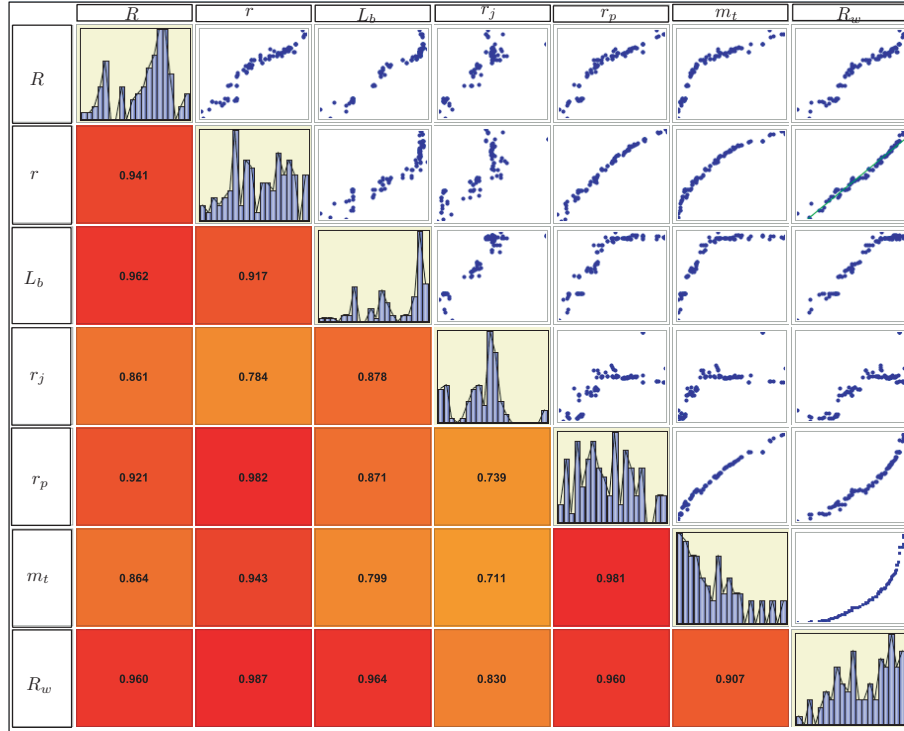 R r L_b r_j r_p m_t R_w
R
r 0.941
L_b 0.962 0.917
r_j 0.861 0.784 0.878
r_p 0.921 0.982 0.871 0.739
m_t 0.864 0.943 0.799 0.711 0.981
R_w 0.960 0.987 0.964 0.830 0.960 0.907